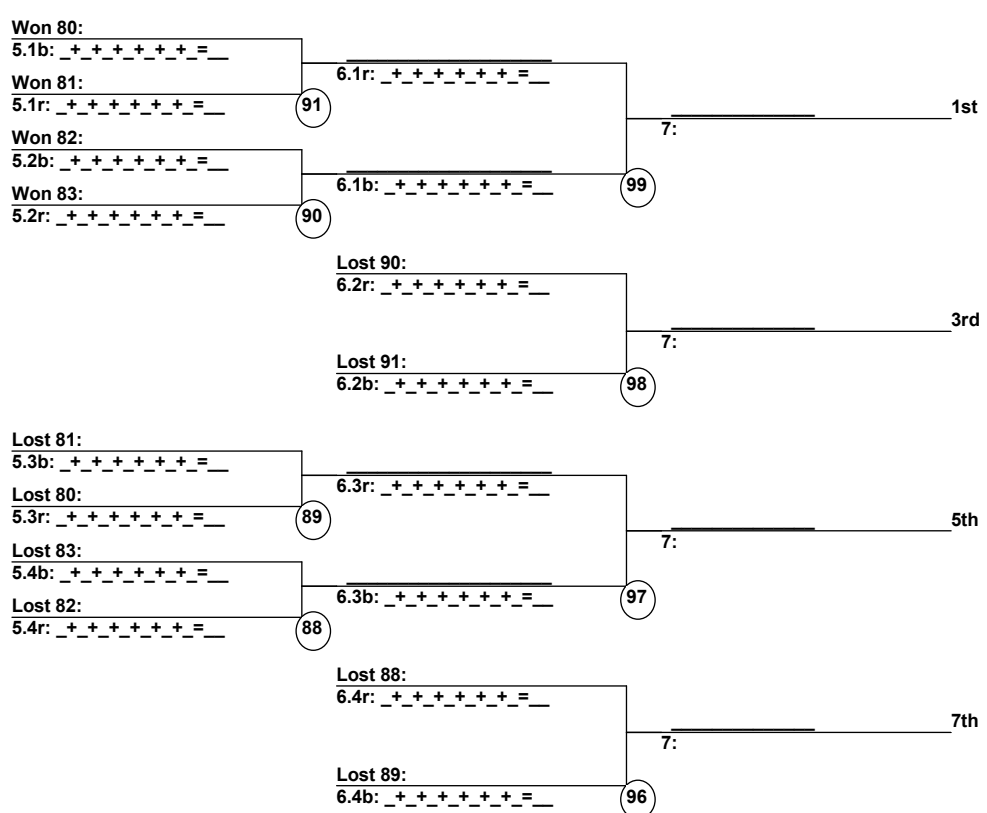 Won 80:
5.1b: _+_+_+_+_+_=__
6.1r: _+_+_+_+_+_=__
Won 81:
5.1r: _+_+_+_+_+_=__
91
1st
7:
Won 82:
5.2b: _+_+_+_+_+_=__
6.1b: _+_+_+_+_+_=__
99
Won 83:
5.2r: _+_+_+_+_+_=__
90
Lost 90:
6.2r: _+_+_+_+_+_=__
3rd
7:
Lost 91:
6.2b: _+_+_+_+_+_=__
98
Lost 81:
5.3b: _+_+_+_+_+_=__
6.3r: _+_+_+_+_+_=__
Lost 80:
5.3r: _+_+_+_+_+_=__
89
5th
7:
Lost 83:
5.4b: _+_+_+_+_+_=__
6.3b: _+_+_+_+_+_=__
97
Lost 82:
5.4r: _+_+_+_+_+_=__
88
Lost 88:
6.4r: _+_+_+_+_+_=__
7th
7:
Lost 89:
6.4b: _+_+_+_+_+_=__
96